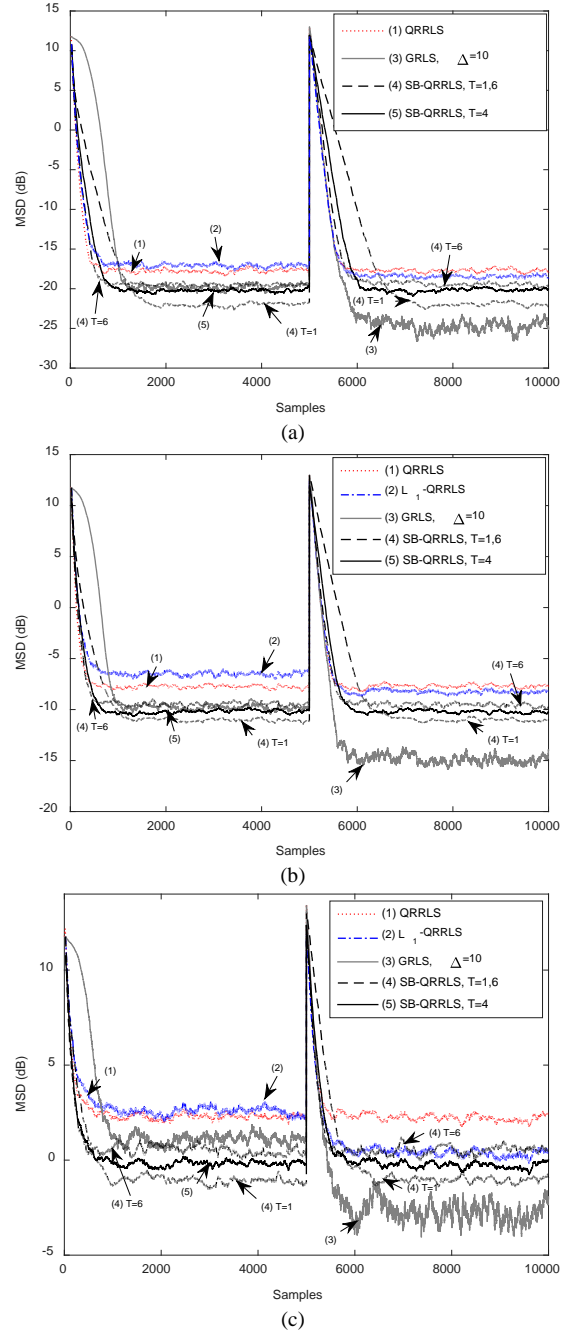 15
10
5
0
-5
-10
-15
-20
-25
-30
MSD (dB)
0
2000
4000
6000
8000
10000
Samples
(1) QRRLS
(3) GRLS, Δ=10
(4) SB-QRRLS, T=1,6
(5) SB-QRRLS, T=4
(1)
(2)
(4) T=6
(5)
(4) T=1
(4) T=6
(4) T=1
(3)
(a)
15
10
5
0
-5
-10
-15
-20
MSD (dB)
0
2000
4000
6000
8000
10000
Samples
(1) QRRLS
(2) L 1-QRRLS
(3) GRLS, Δ=10
(4) SB-QRRLS, T=1,6
(5) SB-QRRLS, T=4
(1)
(2)
(4) T=6
(5)
(4) T=1
(4) T=6
(4) T=1
(3)
(b)
10
5
0
-5
MSD (dB)
0
2000
4000
6000
8000
10000
Samples
(1) QRRLS
(2) L 1-QRRLS
(3) GRLS, Δ=10
(4) SB-QRRLS, T=1,6
(5) SB-QRRLS, T=4
(1)
(2)
(4) T=6
(5)
(4) T=1
(4) T=6
(4) T=1
(3)
(c)